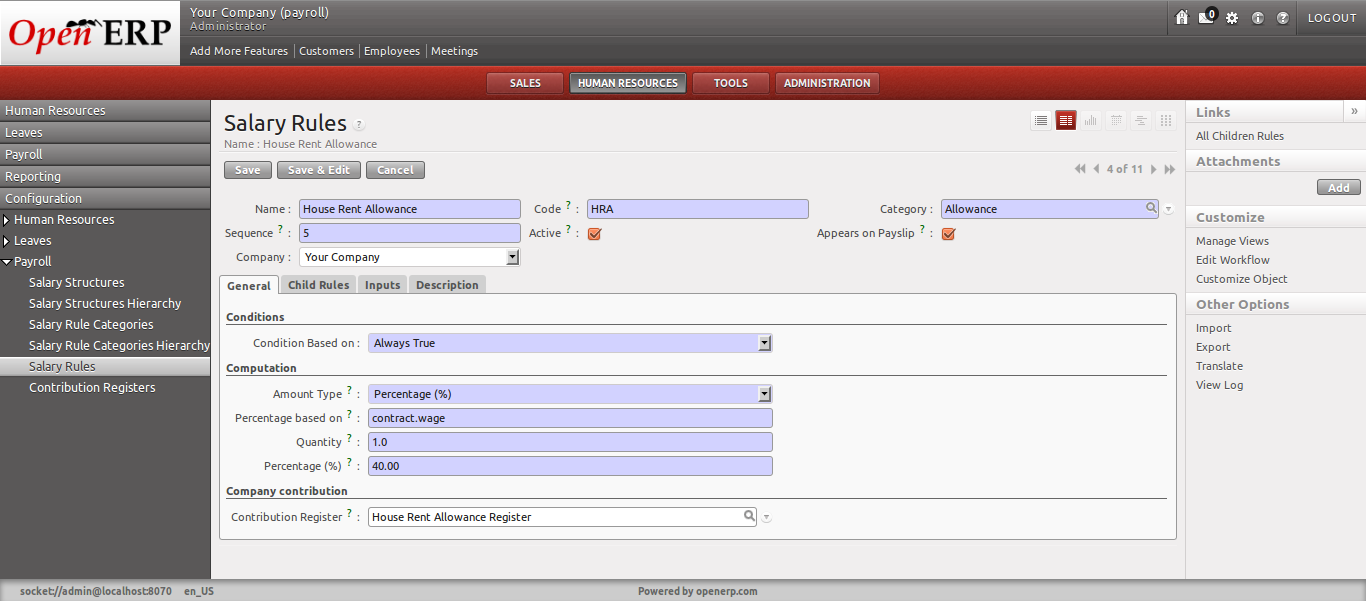 Open ERP
Your Company (payroll)
Administrator
0
LOGOUT
Add More Features Customers Employees Meetings
SALES HUMAN RESOURCES TOOLS ADMINISTRATION
Human Resources
Leaves
Payroll
Reporting
Configuration
Human Resources
Leaves
Payroll
Salary Structures
Salary Structures Hierarchy
Salary Rule Categories
Salary Rule Categories Hierarchy
Salary Rules
Contribution Registers
Salary Rules ?
Name : House Rent Allowance
Save Save & Edit Cancel
4 of 11
Name : House Rent Allowance Code ? : HRA Category : Allowance
Sequence ? : 5 Active ? : Appears on Payslip ? :
Company : Your Company
General Child Rules Inputs Description
Conditions
Condition Based on : Always True
Computation
Amount Type ? : Percentage (%)
Percentage based on ? : contract.wage
Quantity ? : 1.0
Percentage (%) ? : 40.00
Company contribution
Contribution Register ? : House Rent Allowance Register
Links »
All Children Rules
Attachments
Add
Customize
Manage Views
Edit Workflow
Customize Object
Other Options
Import
Export
Translate
View Log
socket://admin@localhost:8070 en_US Powered by openerp.com